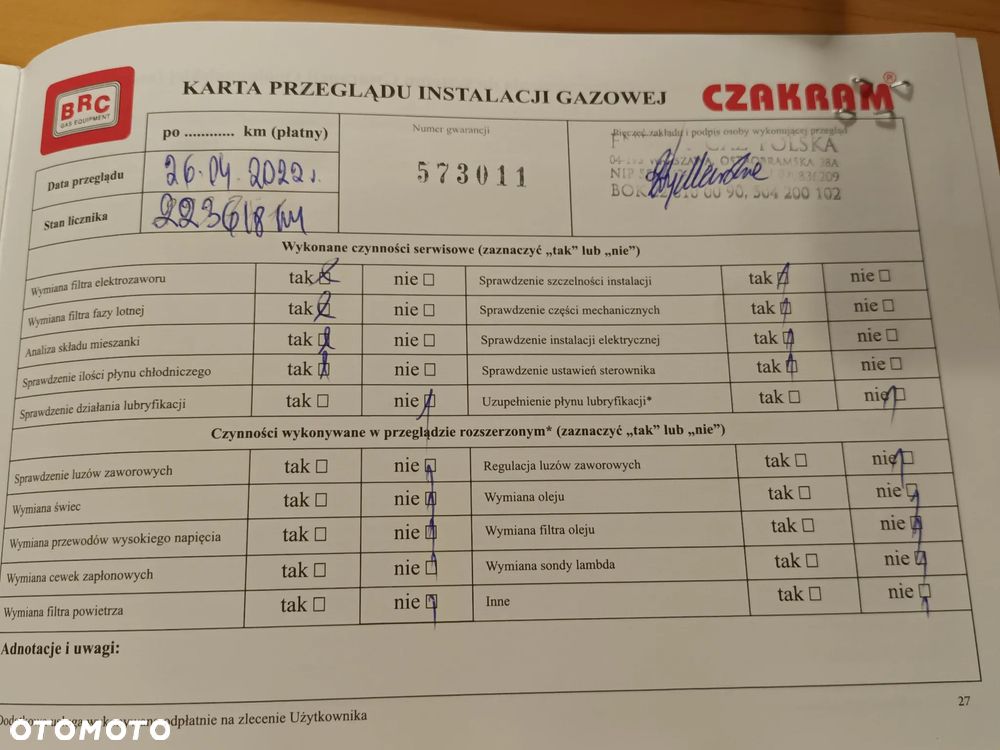 BRC
GAS EQUIPMENT
KARTA PRZEGLĄDU INSTALACJI GAZOWEJ
CZAKRAM®
po ............ km (płatny)
Numer gwarancji
Pieczęć zakładu i podpis osoby wykonującej przegląd
POLSKA
Data przeglądu
26.04.2022r.
573011
Stan licznika
223618 km
Wykonane czynności serwisowe (zaznaczyć „tak” lub „nie”)
Wymiana filtra elektrozaworu tak nie □ Sprawdzenie szczelności instalacji tak nie □
Wymiana filtra fazy lotnej tak nie □ Sprawdzenie części mechanicznych tak nie □
Analiza składu mieszanki tak nie □ Sprawdzenie instalacji elektrycznej tak nie □
Sprawdzenie ilości płynu chłodniczego tak nie □ Sprawdzenie ustawień sterownika tak nie □
Sprawdzenie działania lubryfikacji tak □ nie Uzupełnienie płynu lubryfikacji* tak □ nie
Czynności wykonywane w przeglądzie rozszerzonym* (zaznaczyć „tak” lub „nie”)
Sprawdzenie luzów zaworowych tak □ nie Regulacja luzów zaworowych tak □ nie
Wymiana świec tak □ nie Wymiana oleju tak □ nie
Wymiana przewodów wysokiego napięcia tak □ nie Wymiana filtra oleju tak □ nie
Wymiana cewek zapłonowych tak □ nie Wymiana sondy lambda tak □ nie
Wymiana filtra powietrza tak □ nie Inne tak □ nie
Adnotacje i uwagi:
27
odpłatnie na zlecenie Użytkownika
OTOMOTO